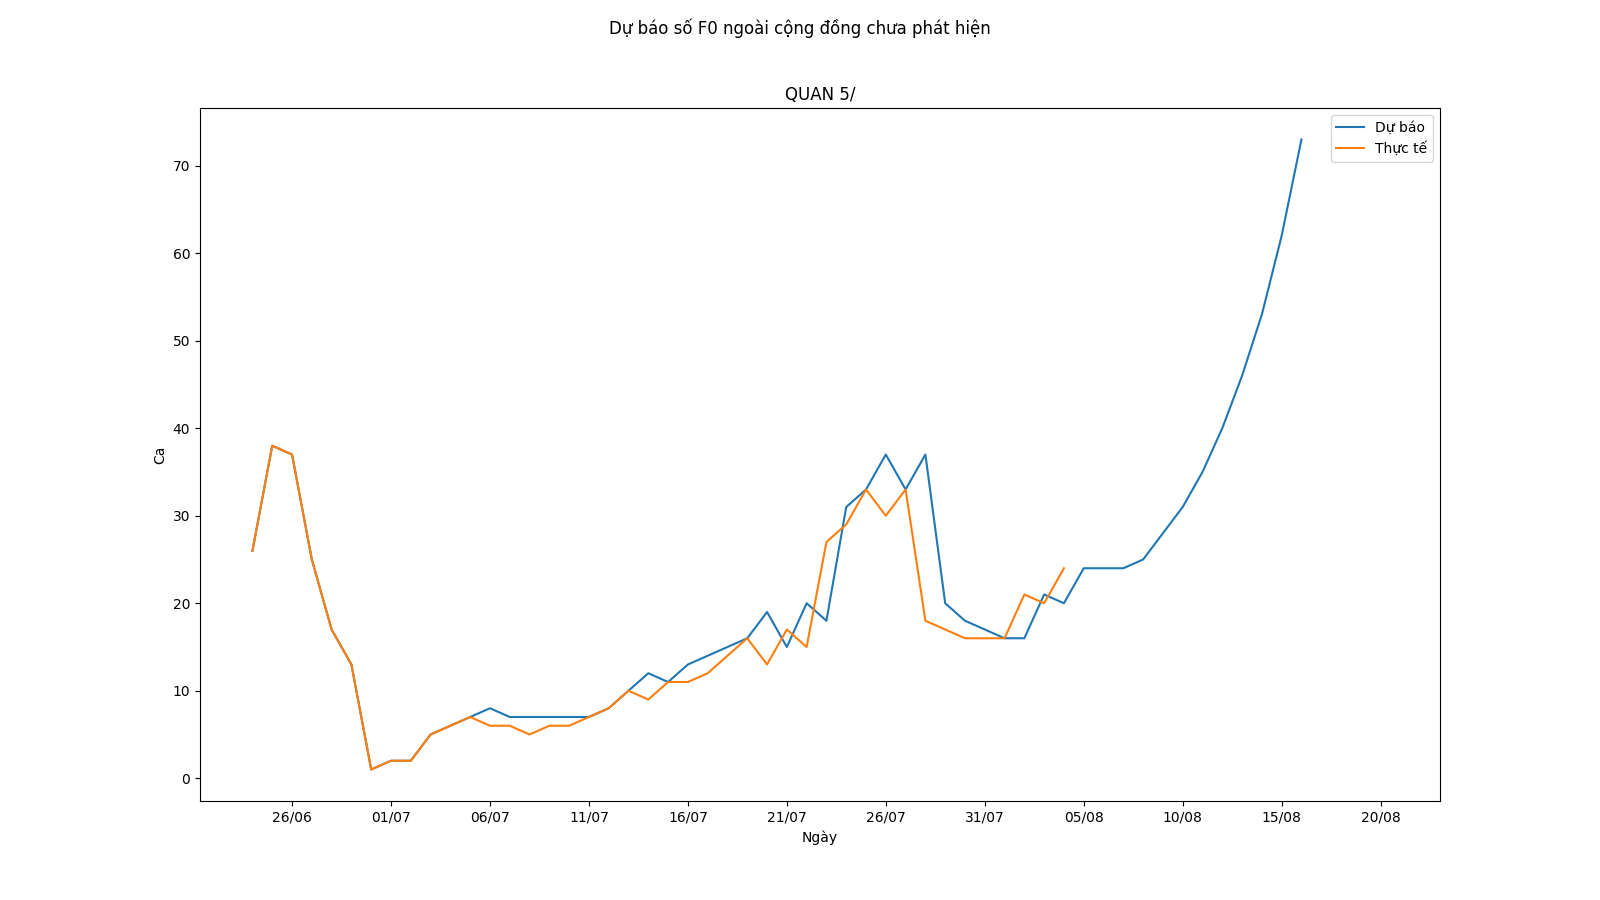 Dự báo số F0 ngoài cộng đồng chưa phát hiện
QUAN 5/
Dự báo
Thực tế
70
60
50
40
30
20
10
0
Ca
26/06 01/07 06/07 11/07 16/07 21/07 26/07 31/07 05/08 10/08 15/08 20/08
Ngày